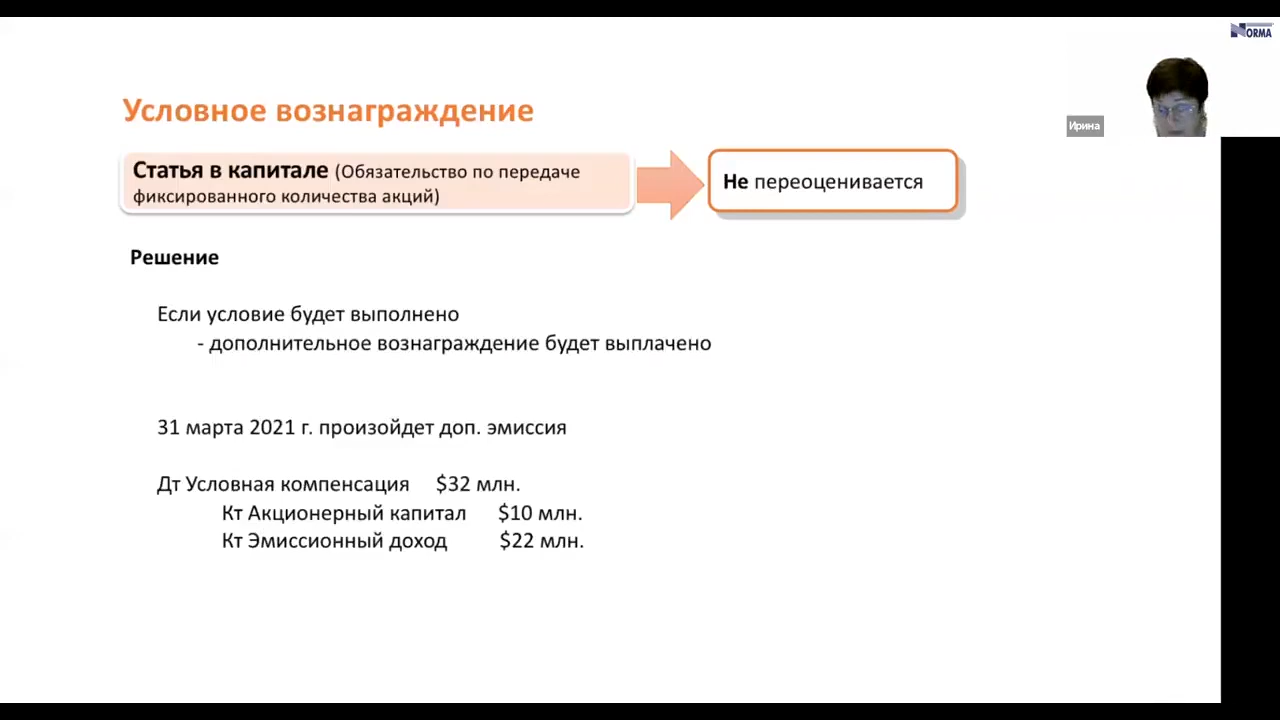 NORMA
Ирина
Условное вознаграждение
Статья в капитале (Обязательство по передаче
фиксированного количества акций)
Не переоценивается
Решение
Если условие будет выполнено
- дополнительное вознаграждение будет выплачено
31 марта 2021 г. произойдет доп. эмиссия
Дт Условная компенсация $32 млн.
Кт Акционерный капитал $10 млн.
Кт Эмиссионный доход $22 млн.